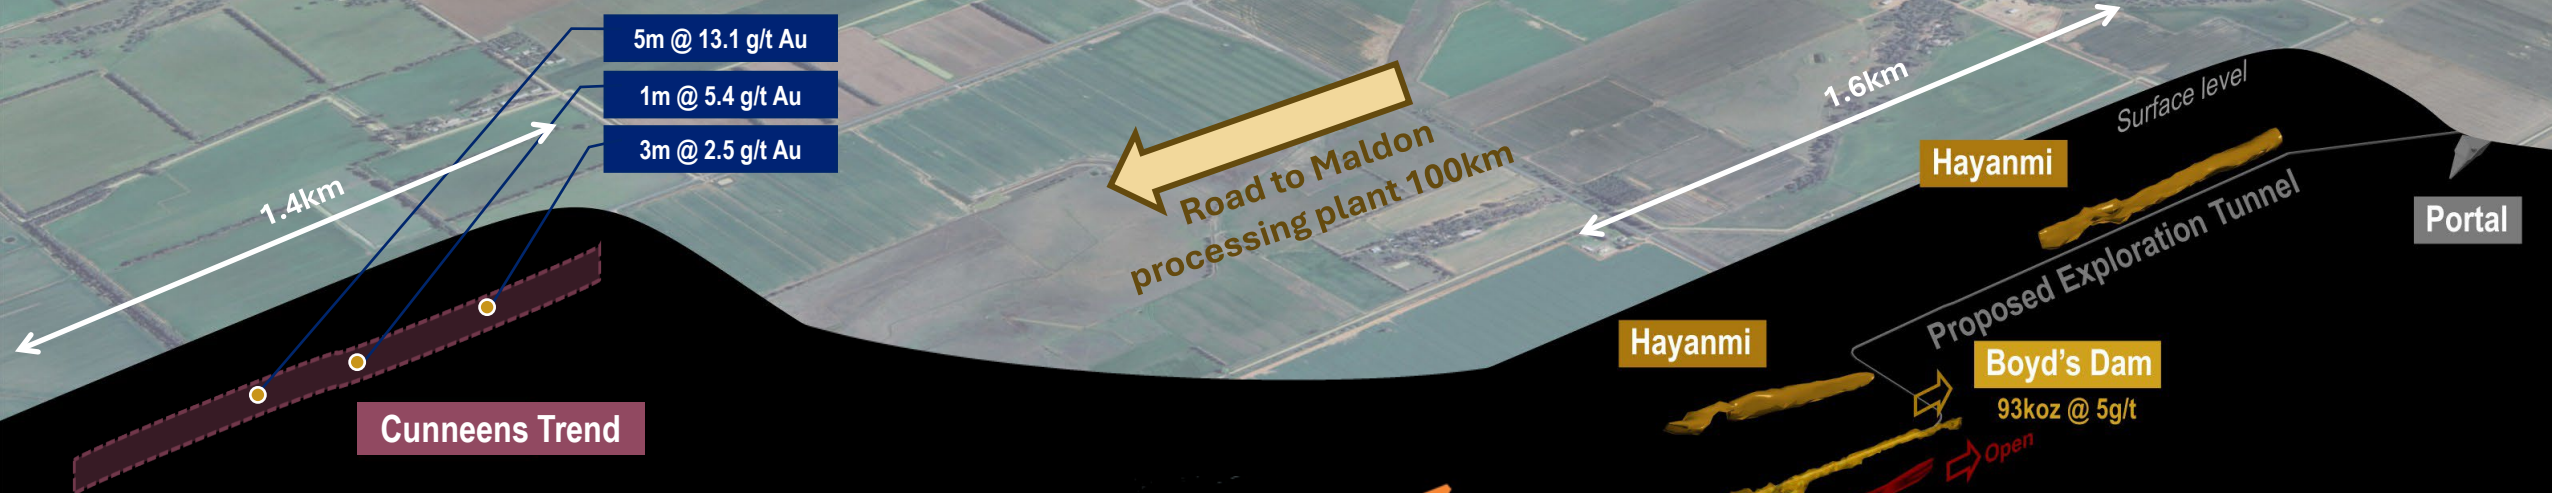 5m @ 13.1 g/t Au
1m @ 5.4 g/t Au
3m @ 2.5 g/t Au
1.4km
Cunneens Trend
Road to Maldon
processing plant 100km
1.6km
Surface level
Hayanmi
Proposed Exploration Tunnel
Portal
Hayanmi
Boyd's Dam
93koz @ 5g/t
Open